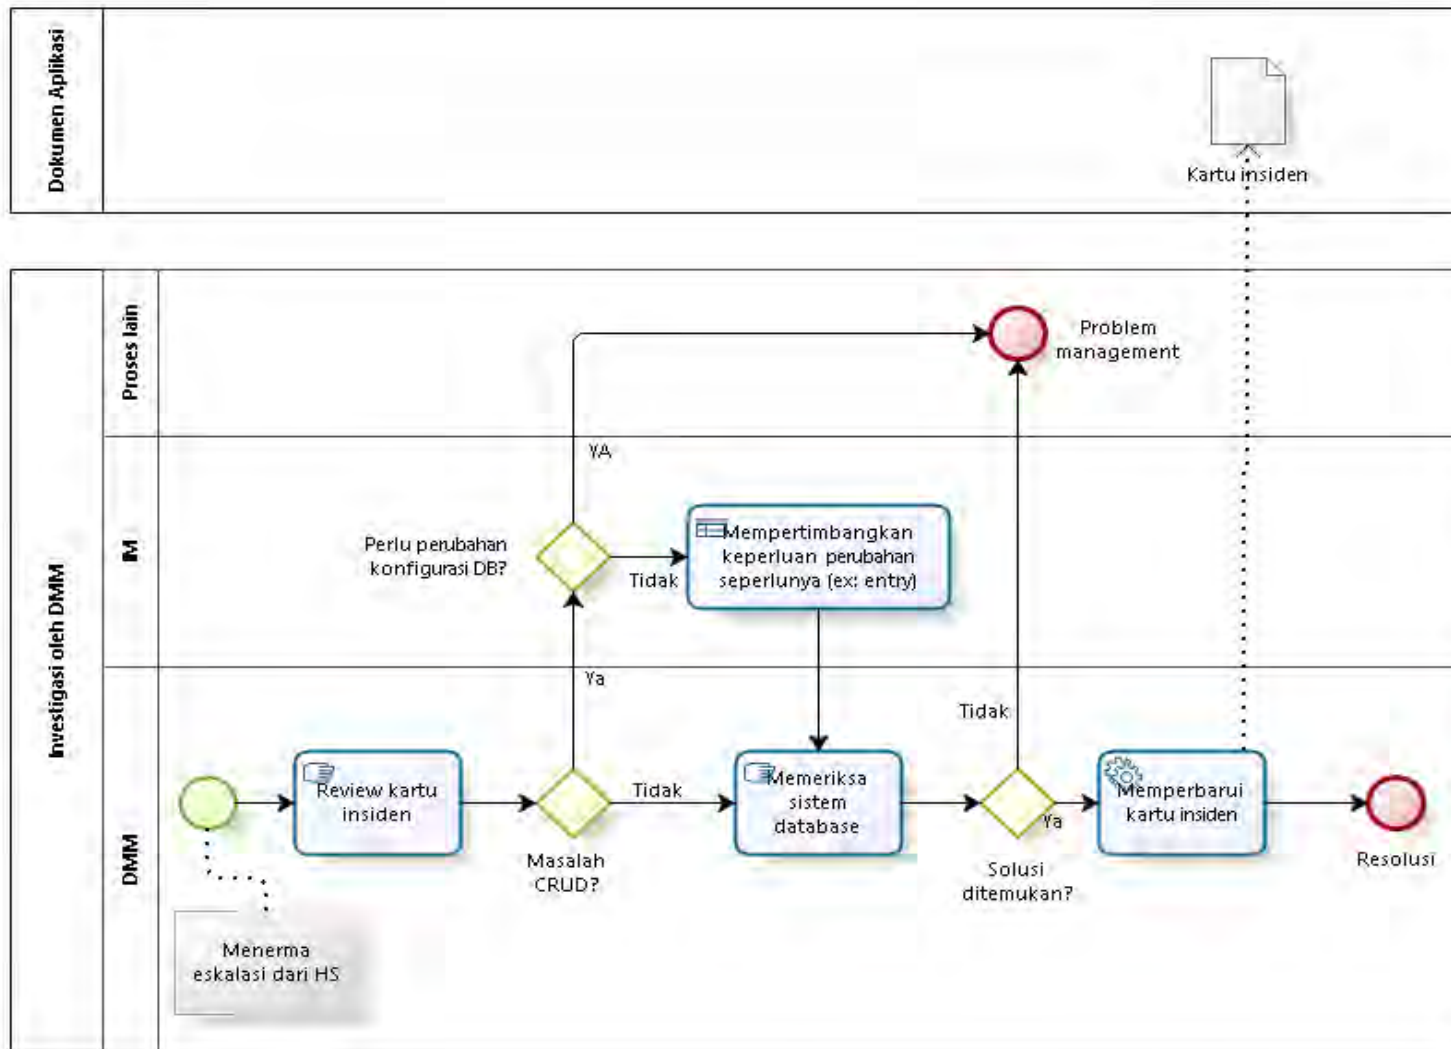 Dokumen Aplikasi
Kartu insiden
Investigasi oleh DMM
Proses lain
Problem
management
YA
IM
Perlu perubahan
konfigurasi DB?
Tidak
Mempertimbangkan
keperluan perubahan
seperlunya (ex: entry)
Ya
DMM
Review kartu
insiden
Masalah
CRUD?
Tidak
Memeriksa
sistem
database
Tidak
Solusi
ditemukan?
Ya
Memperbarui
kartu insiden
Resolusi
Menerma
eskalasi dari HS